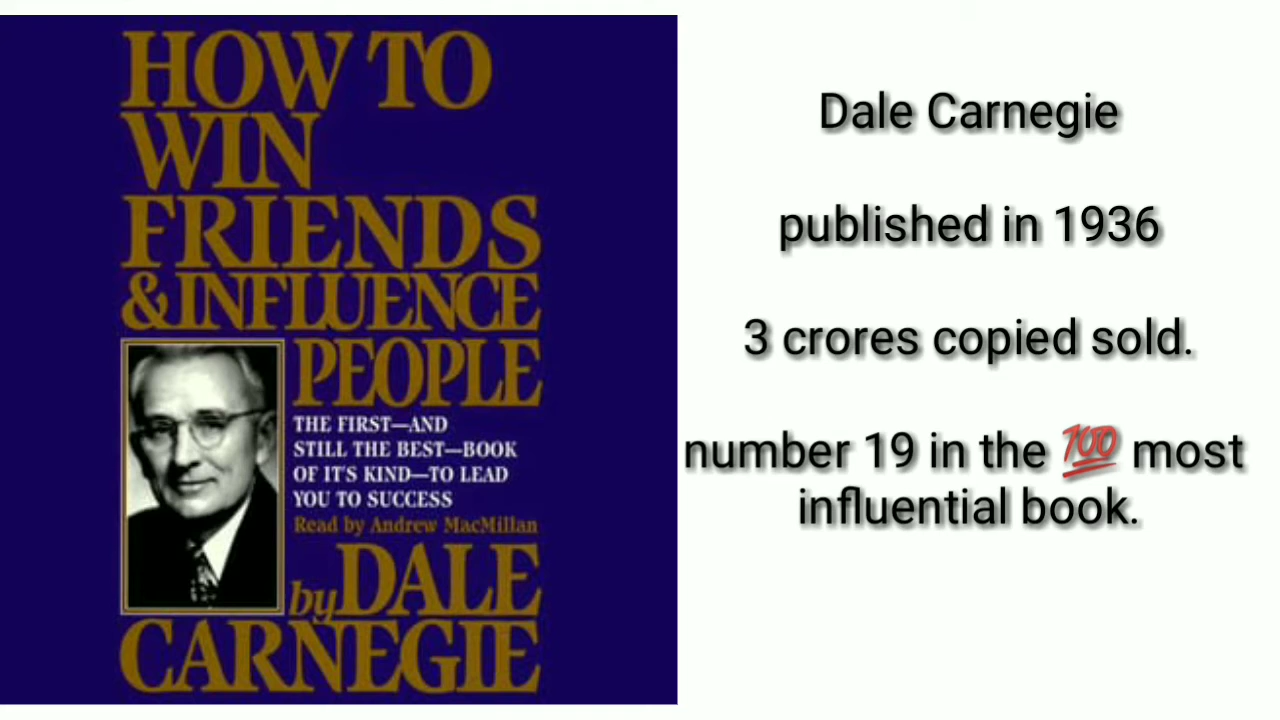 HOW TO
WIN
FRIENDS
& INFLUENCE
PEOPLE
THE FIRST—AND
STILL THE BEST—BOOK
OF IT'S KIND—TO LEAD
YOU TO SUCCESS
Read by Andrew MacMillan
by DALE
CARNEGIE
Dale Carnegie
published in 1936
3 crores copied sold.
number 19 in the 💯 most
influential book.